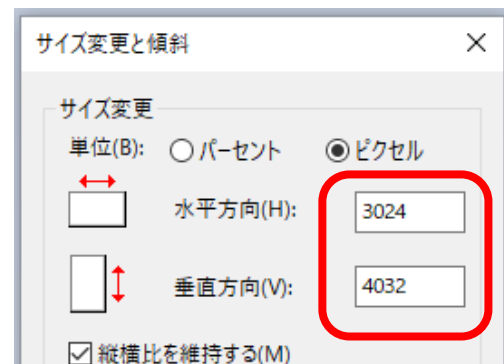 サイズ変更と傾斜
サイズ変更
単位(B): パーセント ピクセル
水平方向(H): 3024
垂直方向(V): 4032
縦横比を維持する(M)